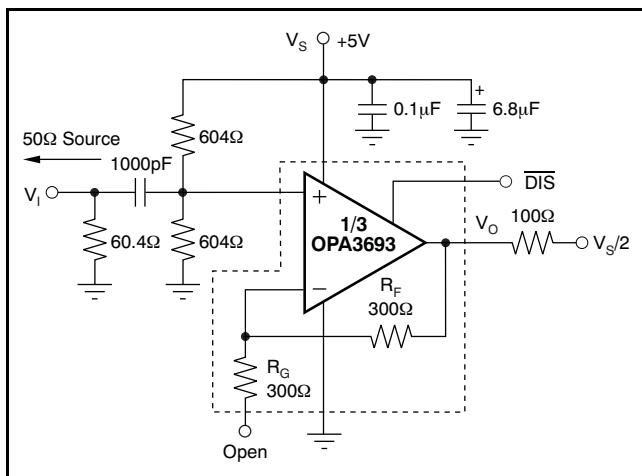 V_S
+5V
50Ω Source
604Ω
0.1μF
+
6.8μF
1000pF
V_I
60.4Ω
604Ω
+
1/3
OPA3693
−
DIS
V_O
100Ω
V_S/2
R_F
300Ω
R_G
300Ω
Open